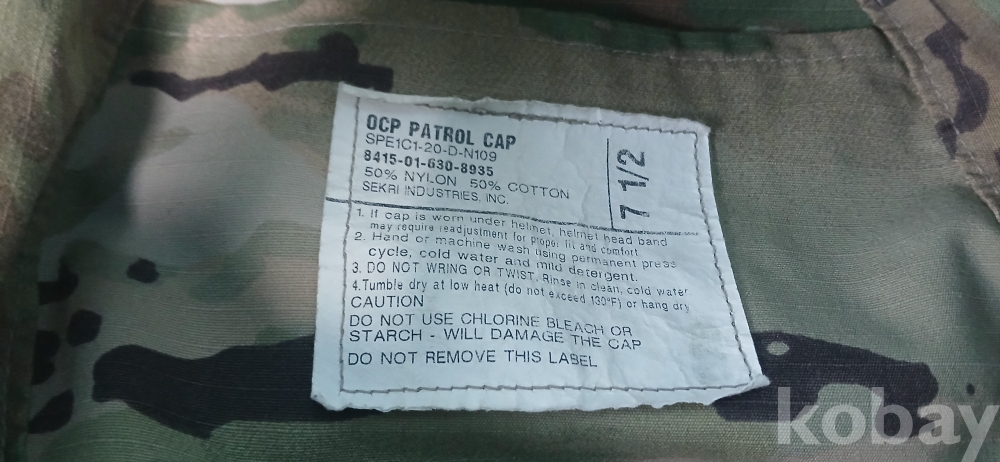 OCP PATROL CAP
SPE1C1-20-D-N109
8415-01-630-8935
50% NYLON 50% COTTON
SEKRI INDUSTRIES, INC.
7 1/2
1. If cap is worn under helmet, helmet head band
may require readjustment for proper fit and comfort.
2. Hand or machine wash using permanent press
cycle, cold water and mild detergent.
3. DO NOT WRING OR TWIST. Rinse in clean, cold water
4.Tumble dry at low heat (do not exceed 130°F) or hang dry
CAUTION
DO NOT USE CHLORINE BLEACH OR
STARCH - WILL DAMAGE THE CAP
DO NOT REMOVE THIS LABEL
kobay